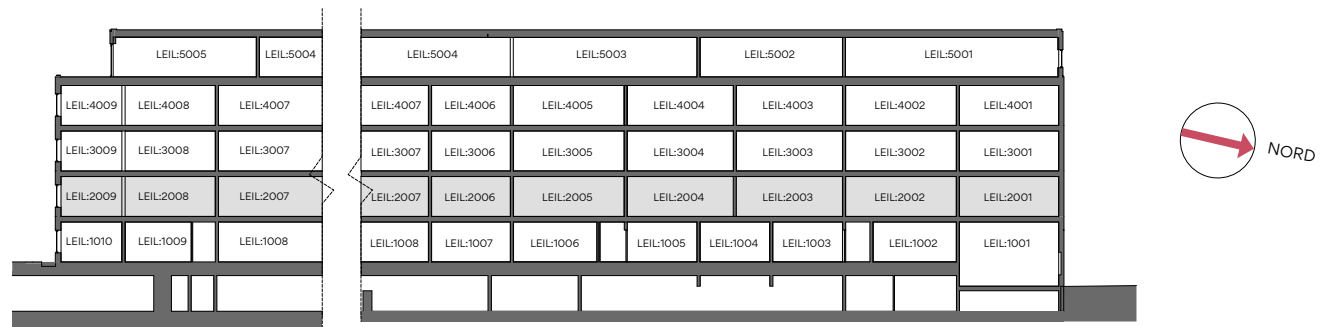 LEIL:5005 LEIL:5004 LEIL:5004 LEIL:5003 LEIL:5002 LEIL:5001
LEIL:4009 LEIL:4008 LEIL:4007 LEIL:4007 LEIL:4006 LEIL:4005 LEIL:4004 LEIL:4003 LEIL:4002 LEIL:4001
LEIL:3009 LEIL:3008 LEIL:3007 LEIL:3007 LEIL:3006 LEIL:3005 LEIL:3004 LEIL:3003 LEIL:3002 LEIL:3001
NORD
LEIL:2009 LEIL:2008 LEIL:2007 LEIL:2007 LEIL:2006 LEIL:2005 LEIL:2004 LEIL:2003 LEIL:2002 LEIL:2001
LEIL:1010 LEIL:1009 LEIL:1008 LEIL:1008 LEIL:1007 LEIL:1006 LEIL:1005 LEIL:1004 LEIL:1003 LEIL:1002 LEIL:1001